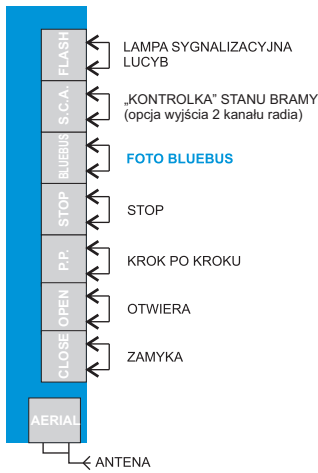 FLASH
LAMPA SYGNALIZACYJNA
LUCYB
S.C.A.
„KONTROLKA” STANU BRAMY
(opcja wyjścia 2 kanału radia)
BLUEBUS
FOTO BLUEBUS
STOP
STOP
P.P.
KROK PO KROKU
OPEN
OTWIERA
CLOSE
ZAMYKA
AERIAL
ANTENA